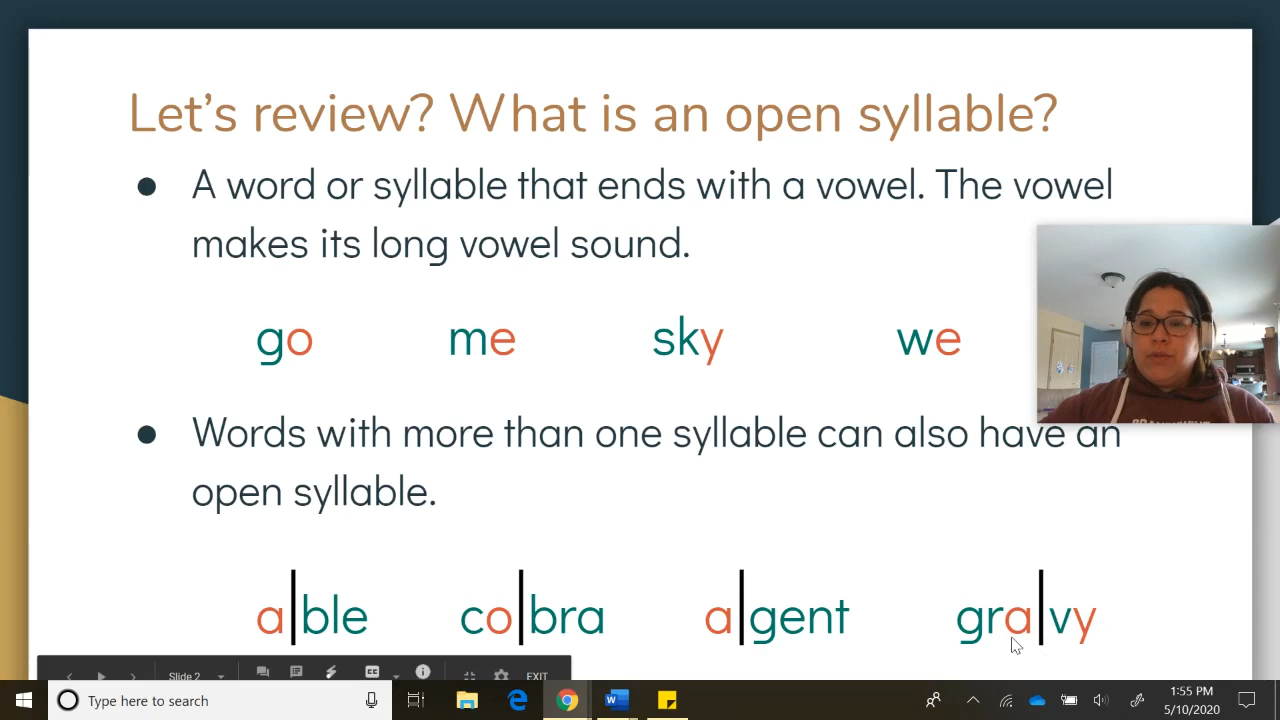 Let's review? What is an open syllable?
● A word or syllable that ends with a vowel. The vowel
makes its long vowel sound.
go me sky we
● Words with more than one syllable can also have an
open syllable.
a|ble co|bra a|gent gra|vy
Slide 2 EXIT
Type here to search
1:55 PM
5/10/2020